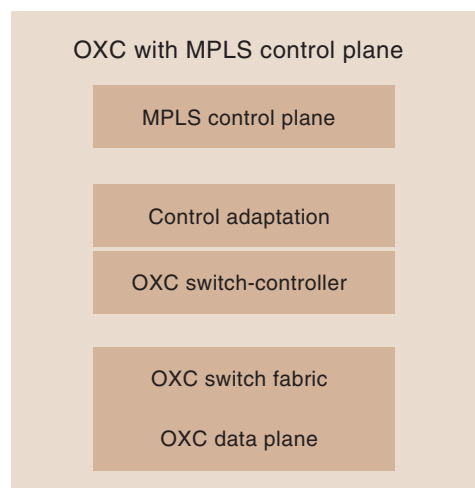 OXC with MPLS control plane
MPLS control plane
Control adaptation
OXC switch-controller
OXC switch fabric
OXC data plane